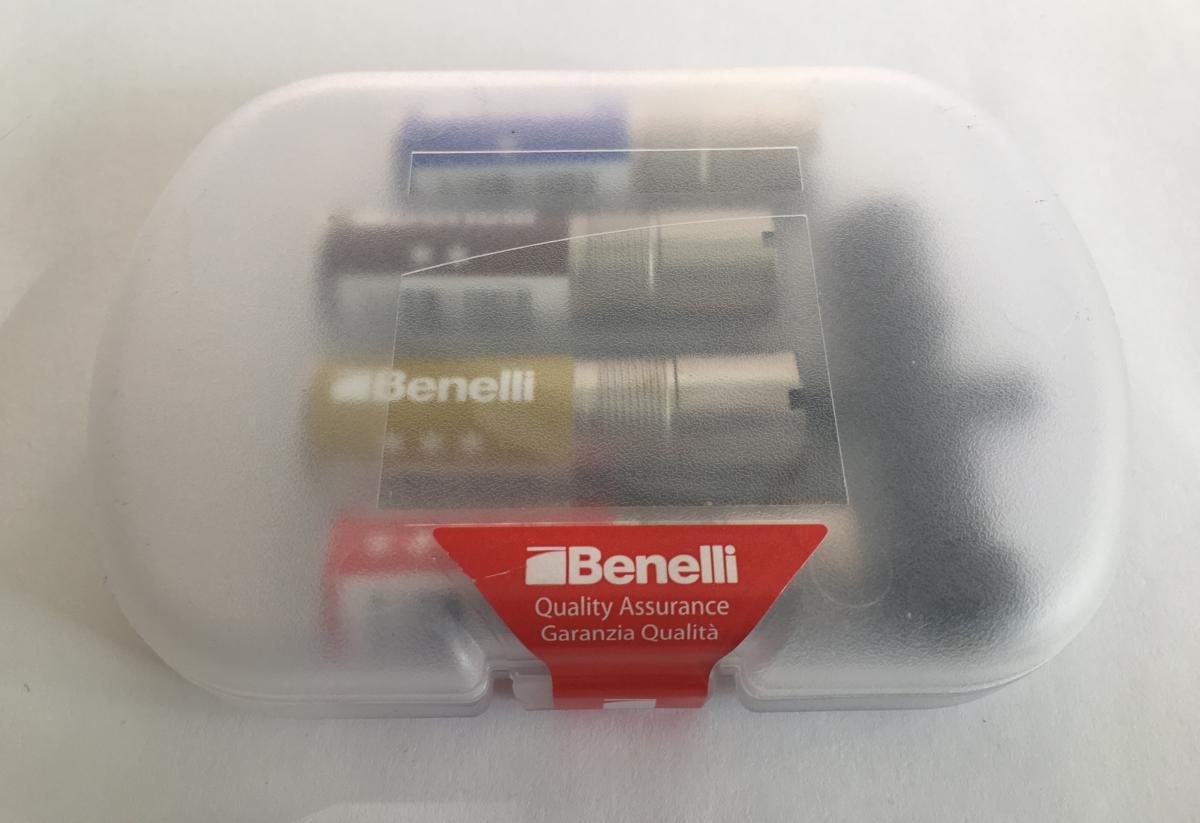 * *
Benelli
* * *
* *
Benelli
Quality Assurance
Garanzia Qualità